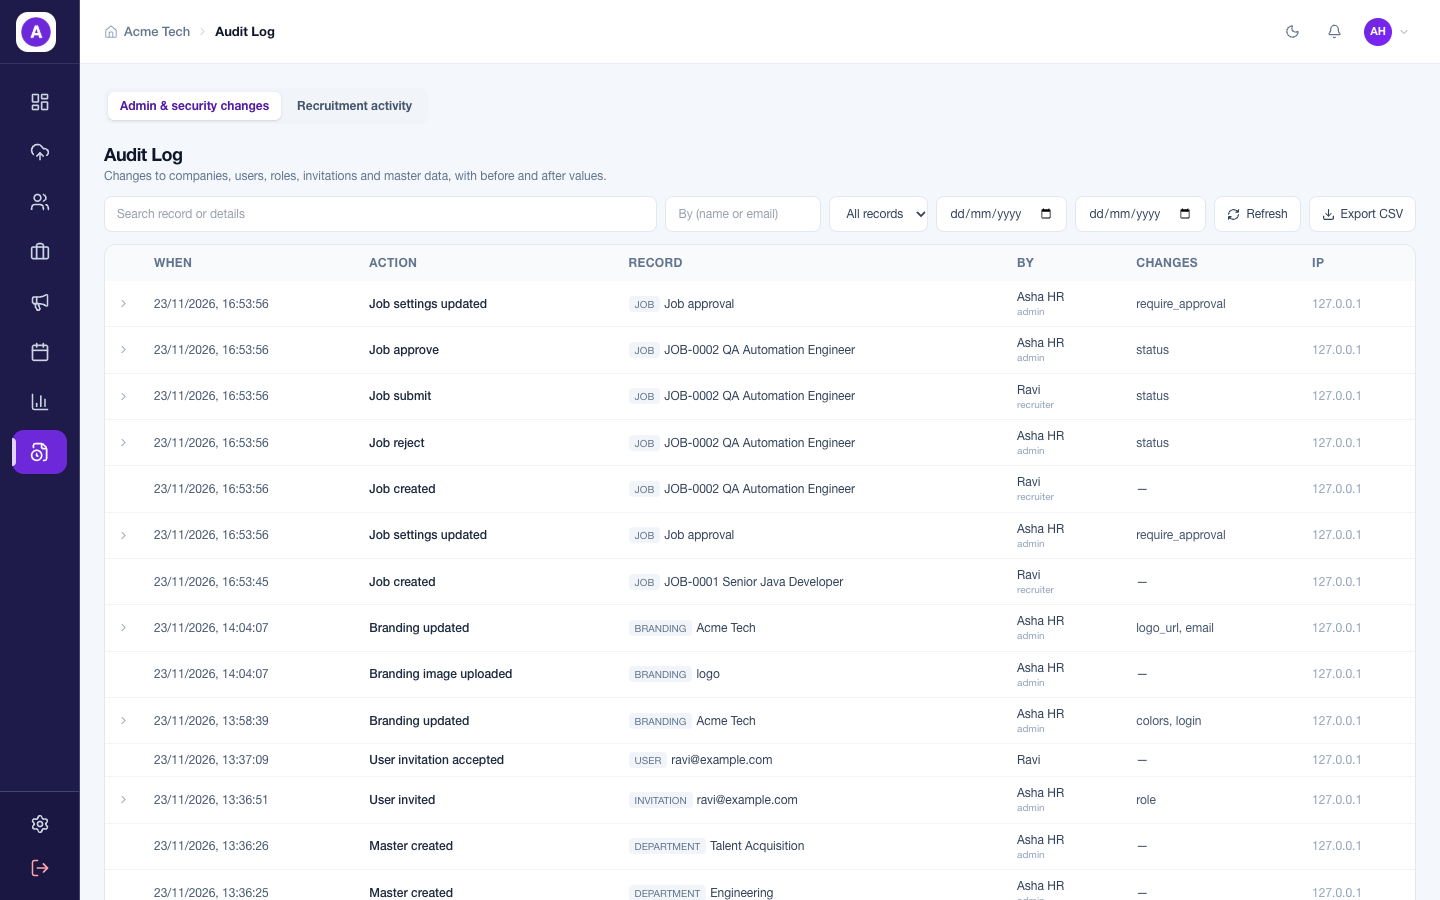 A
Acme Tech > Audit Log
AH
Admin & security changes Recruitment activity
Audit Log
Changes to companies, users, roles, invitations and master data, with before and after values.
Search record or details By (name or email) All records dd/mm/yyyy dd/mm/yyyy Refresh Export CSV
WHEN ACTION RECORD BY CHANGES IP
23/11/2026, 16:53:56 Job settings updated JOB Job approval Asha HR admin require_approval 127.0.0.1
23/11/2026, 16:53:56 Job approve JOB JOB-0002 QA Automation Engineer Asha HR admin status 127.0.0.1
23/11/2026, 16:53:56 Job submit JOB JOB-0002 QA Automation Engineer Ravi recruiter status 127.0.0.1
23/11/2026, 16:53:56 Job reject JOB JOB-0002 QA Automation Engineer Asha HR admin status 127.0.0.1
23/11/2026, 16:53:56 Job created JOB JOB-0002 QA Automation Engineer Ravi recruiter — 127.0.0.1
23/11/2026, 16:53:56 Job settings updated JOB Job approval Asha HR admin require_approval 127.0.0.1
23/11/2026, 16:53:45 Job created JOB JOB-0001 Senior Java Developer Ravi recruiter — 127.0.0.1
23/11/2026, 14:04:07 Branding updated BRANDING Acme Tech Asha HR admin logo_url, email 127.0.0.1
23/11/2026, 14:04:07 Branding image uploaded BRANDING logo Asha HR admin — 127.0.0.1
23/11/2026, 13:58:39 Branding updated BRANDING Acme Tech Asha HR admin colors, login 127.0.0.1
23/11/2026, 13:37:09 User invitation accepted USER ravi@example.com Ravi — 127.0.0.1
23/11/2026, 13:36:51 User invited INVITATION ravi@example.com Asha HR admin role 127.0.0.1
23/11/2026, 13:36:26 Master created DEPARTMENT Talent Acquisition Asha HR admin — 127.0.0.1
23/11/2026, 13:36:25 Master created DEPARTMENT Engineering Asha HR — 127.0.0.1